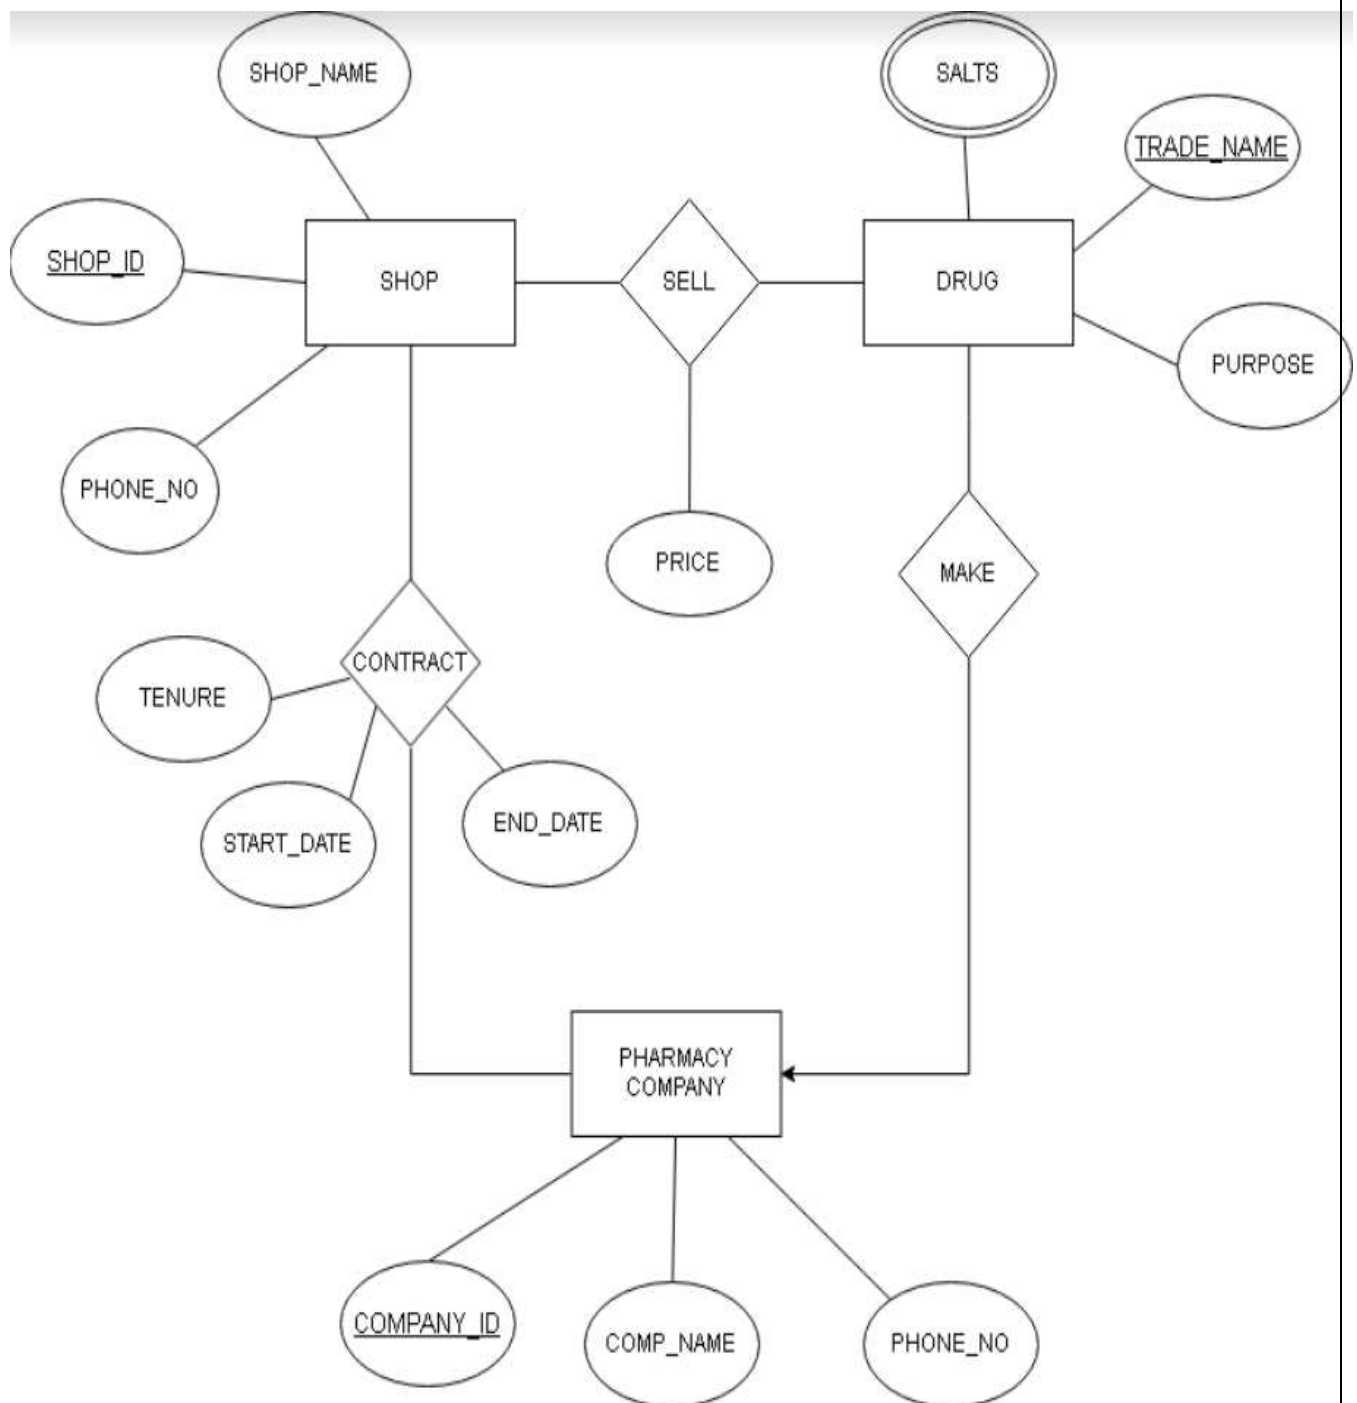 SHOP_NAME
SALTS
TRADE_NAME
SHOP_ID
SHOP
SELL
DRUG
PURPOSE
PHONE_NO
PRICE
MAKE
CONTRACT
TENURE
START_DATE
END_DATE
PHARMACY
COMPANY
COMPANY_ID
COMP_NAME
PHONE_NO